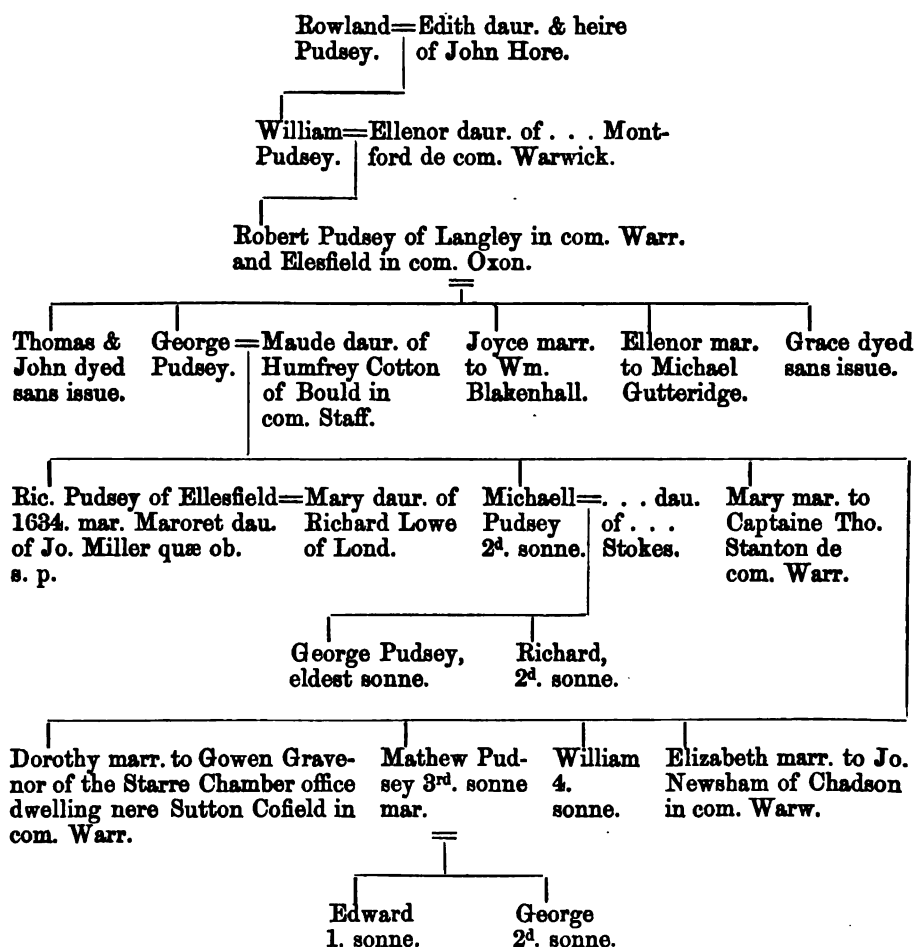 Rowland=Edith daur. & heire
Pudsey. of John Hore.
William=Ellenor daur. of . . . Mont-
Pudsey. ford de com. Warwick.
Robert Pudsey of Langley in com. Warr.
and Elesfield in com. Oxon.
=
Thomas &
John dyed
sans issue.
George=Maude daur. of
Pudsey. Humfrey Cotton
of Bould in
com. Staff.
Joyce marr.
to Wm.
Blakenhall.
Ellenor mar.
to Michael
Gutteridge.
Grace dyed
sans issue.
Ric. Pudsey of Ellesfield=Mary daur. of
1634. mar. Maroret dau. Richard Lowe
of Jo. Miller quæ ob. of Lond.
s. p.
Michaell=. . . dau.
Pudsey of . . .
2d. sonne. Stokes.
Mary mar. to
Captaine Tho.
Stanton de
com. Warr.
George Pudsey,
eldest sonne.
Richard,
2d. sonne.
Dorothy marr. to Gowen Grave-
nor of the Starre Chamber office
dwelling nere Sutton Cofield in
com. Warr.
Mathew Pud-
sey 3rd. sonne
mar.
=
William
4.
sonne.
Elizabeth marr. to Jo.
Newsham of Chadson
in com. Warw.
Edward
1. sonne.
George
2d. sonne.